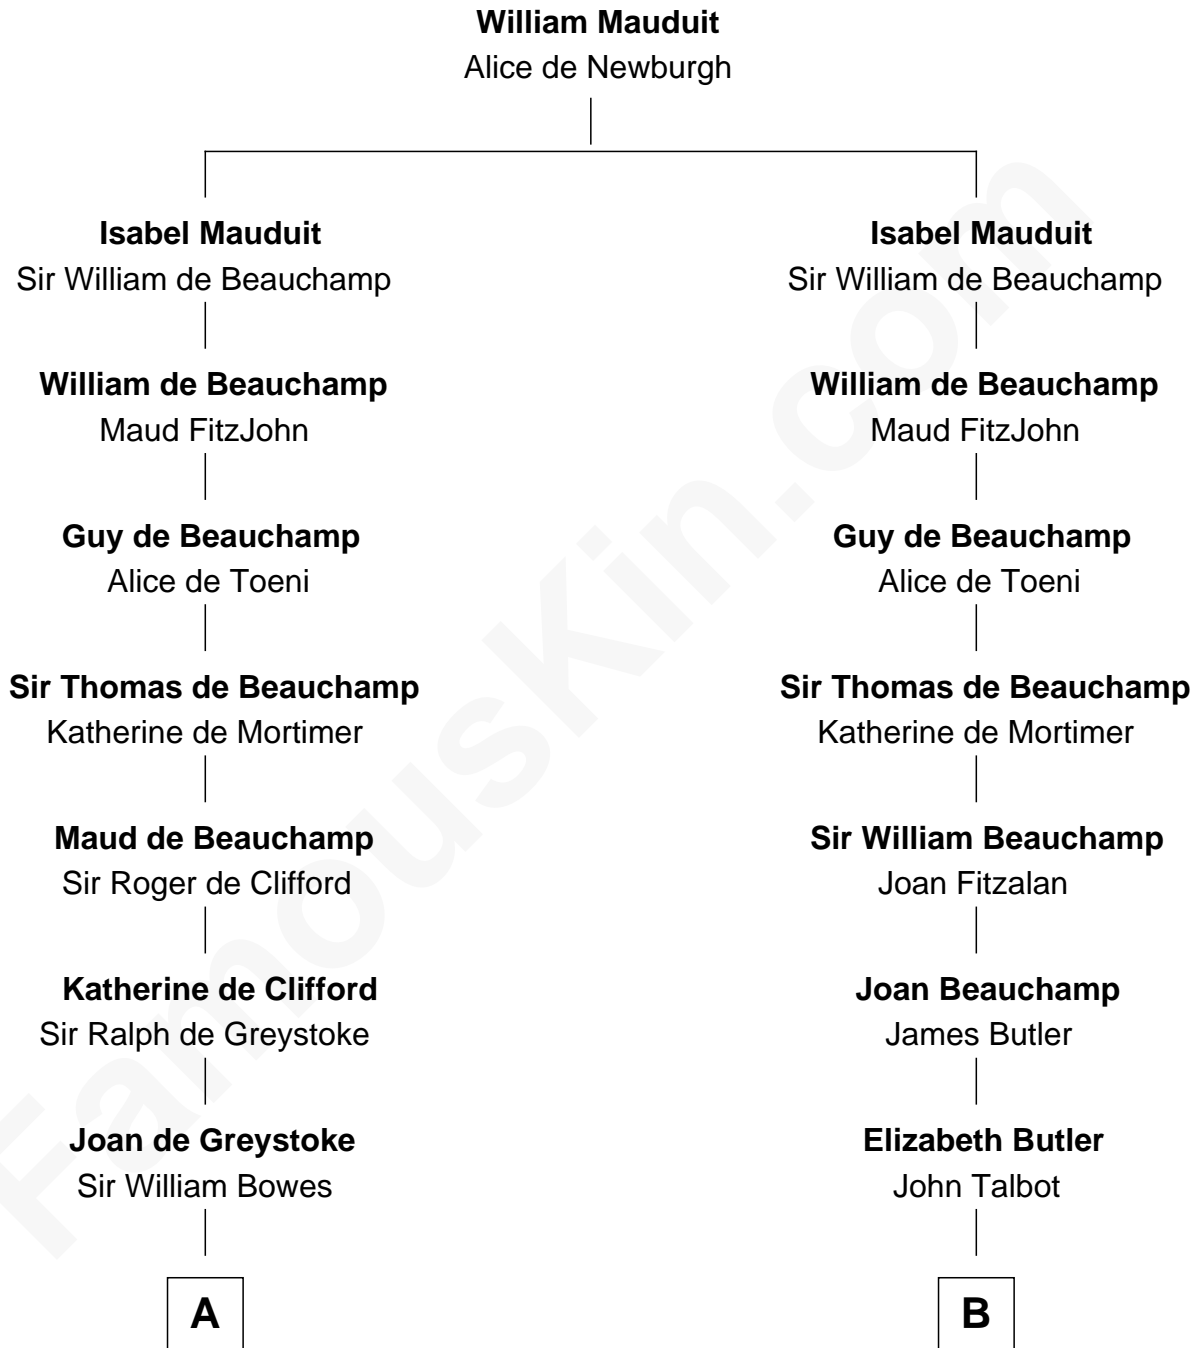 William Mauduit
Alice de Newburgh
Isabel Mauduit
Sir William de Beauchamp
Isabel Mauduit
Sir William de Beauchamp
William de Beauchamp
Maud FitzJohn
William de Beauchamp
Maud FitzJohn
Guy de Beauchamp
Alice de Toeni
Guy de Beauchamp
Alice de Toeni
Sir Thomas de Beauchamp
Katherine de Mortimer
Sir Thomas de Beauchamp
Katherine de Mortimer
Maud de Beauchamp
Sir Roger de Clifford
Sir William Beauchamp
Joan Fitzalan
Katherine de Clifford
Sir Ralph de Greystoke
Joan Beauchamp
James Butler
Joan de Greystoke
Sir William Bowes
Elizabeth Butler
John Talbot
A
B
FamousKin.com